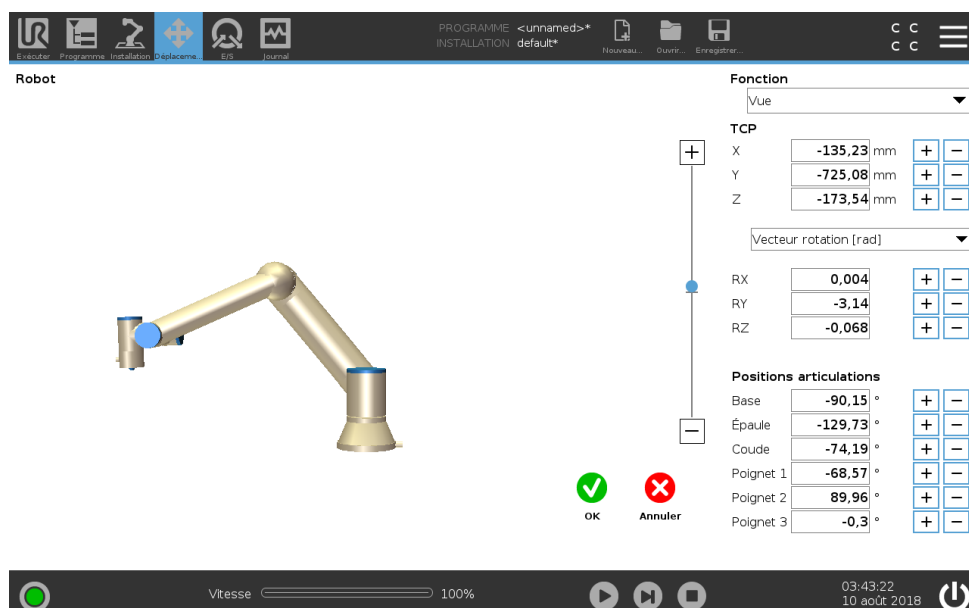 UR
PROGRAMME <unnamed>*
INSTALLATION default*
Exécuter Programme Installation Déplaceme... E/S Journal
Nouveau... Ouvrir... Enregistrer...
C C
C C
Robot
Fonction
Vue
TCP
X -135,23 mm + −
Y -725,08 mm + −
Z -173,54 mm + −
Vecteur rotation [rad]
RX 0,004 + −
RY -3,14 + −
RZ -0,068 + −
Positions articulations
Base -90,15 ° + −
Épaule -129,73 ° + −
Coude -74,19 ° + −
Poignet 1 -68,57 ° + −
Poignet 2 89,96 ° + −
Poignet 3 -0,3 ° + −
OK Annuler
Vitesse 100%
03:43:22
10 août 2018